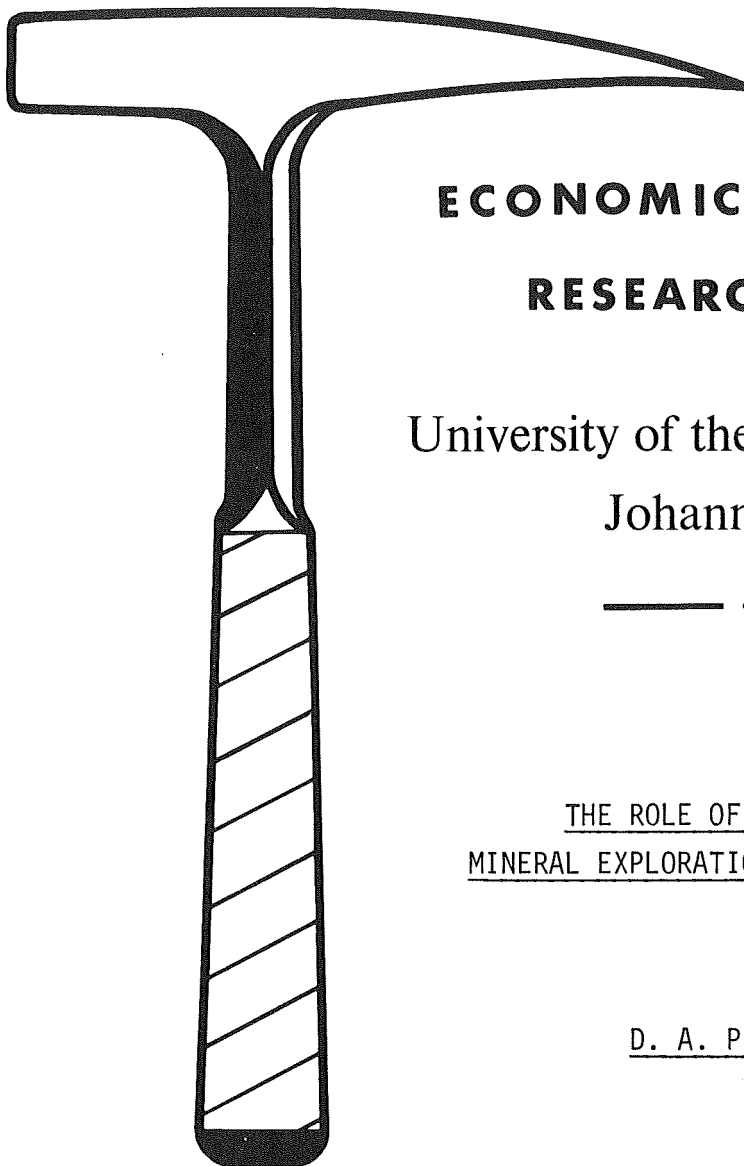 ECONOMIC
RESEARC
University of the
Johann
THE ROLE OF
MINERAL EXPLORATIO
D. A. P